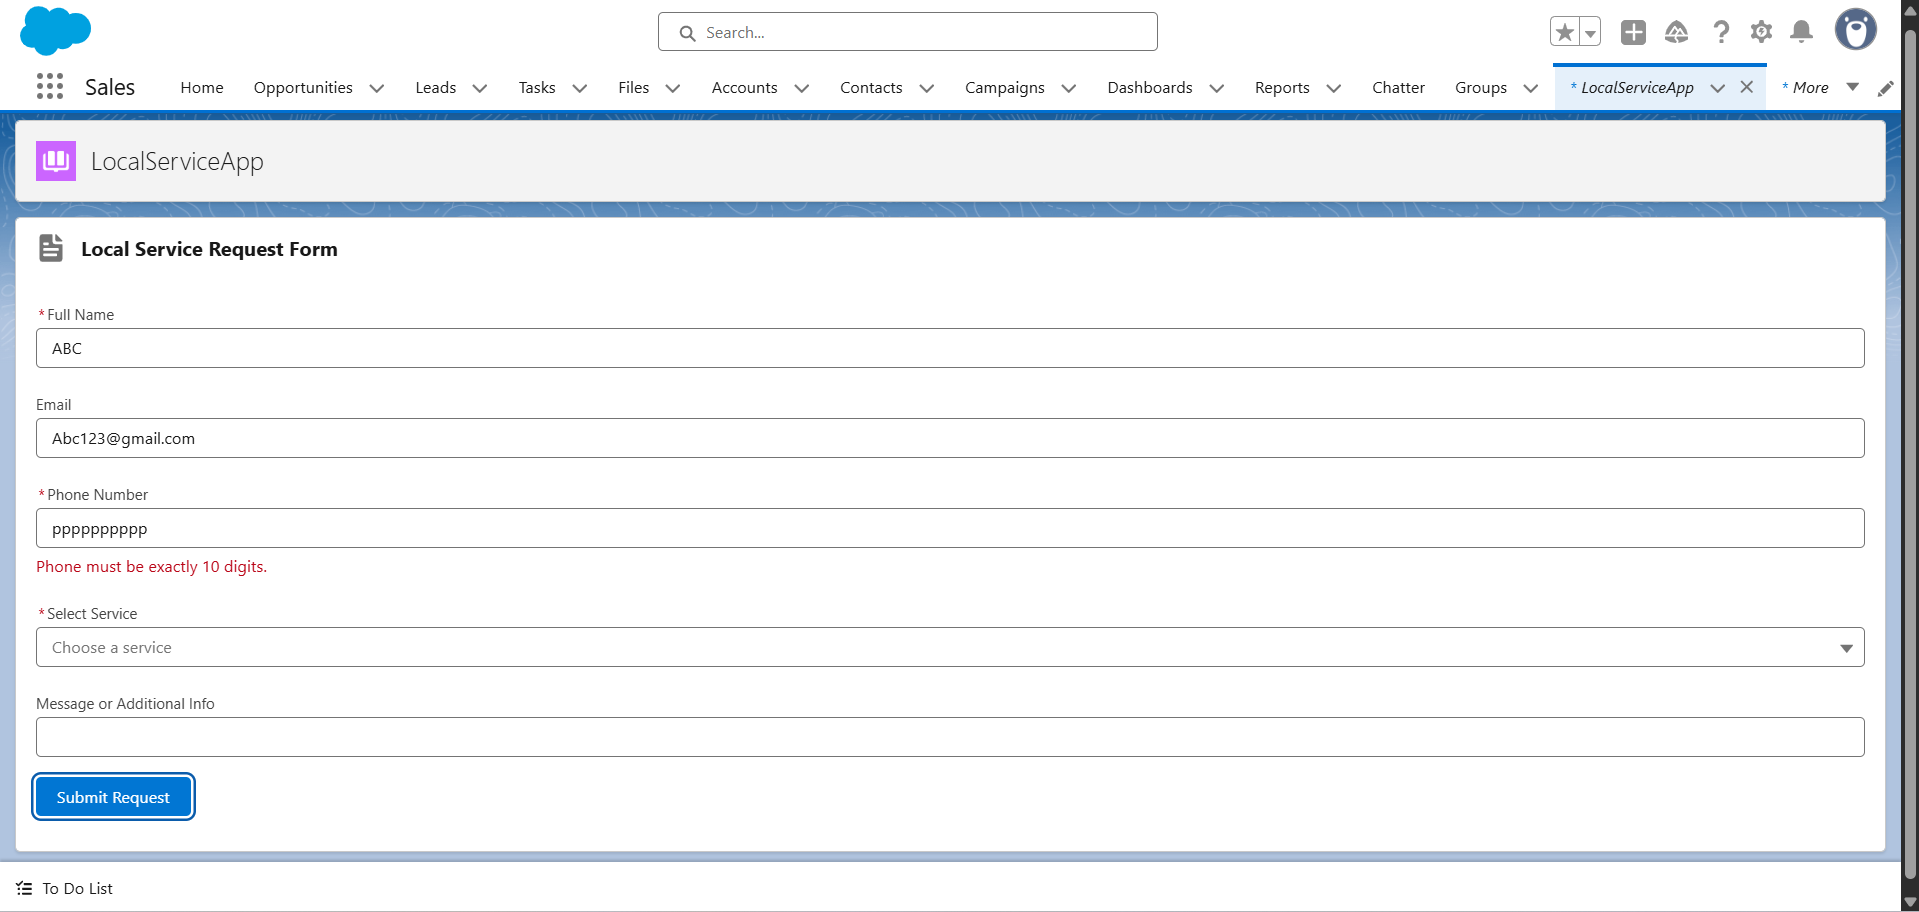 Search...
Sales Home Opportunities Leads Tasks Files Accounts Contacts Campaigns Dashboards Reports Chatter Groups * LocalServiceApp * More
LocalServiceApp
Local Service Request Form
*Full Name
ABC
Email
Abc123@gmail.com
*Phone Number
pppppppppp
Phone must be exactly 10 digits.
*Select Service
Choose a service
Message or Additional Info
Submit Request
To Do List